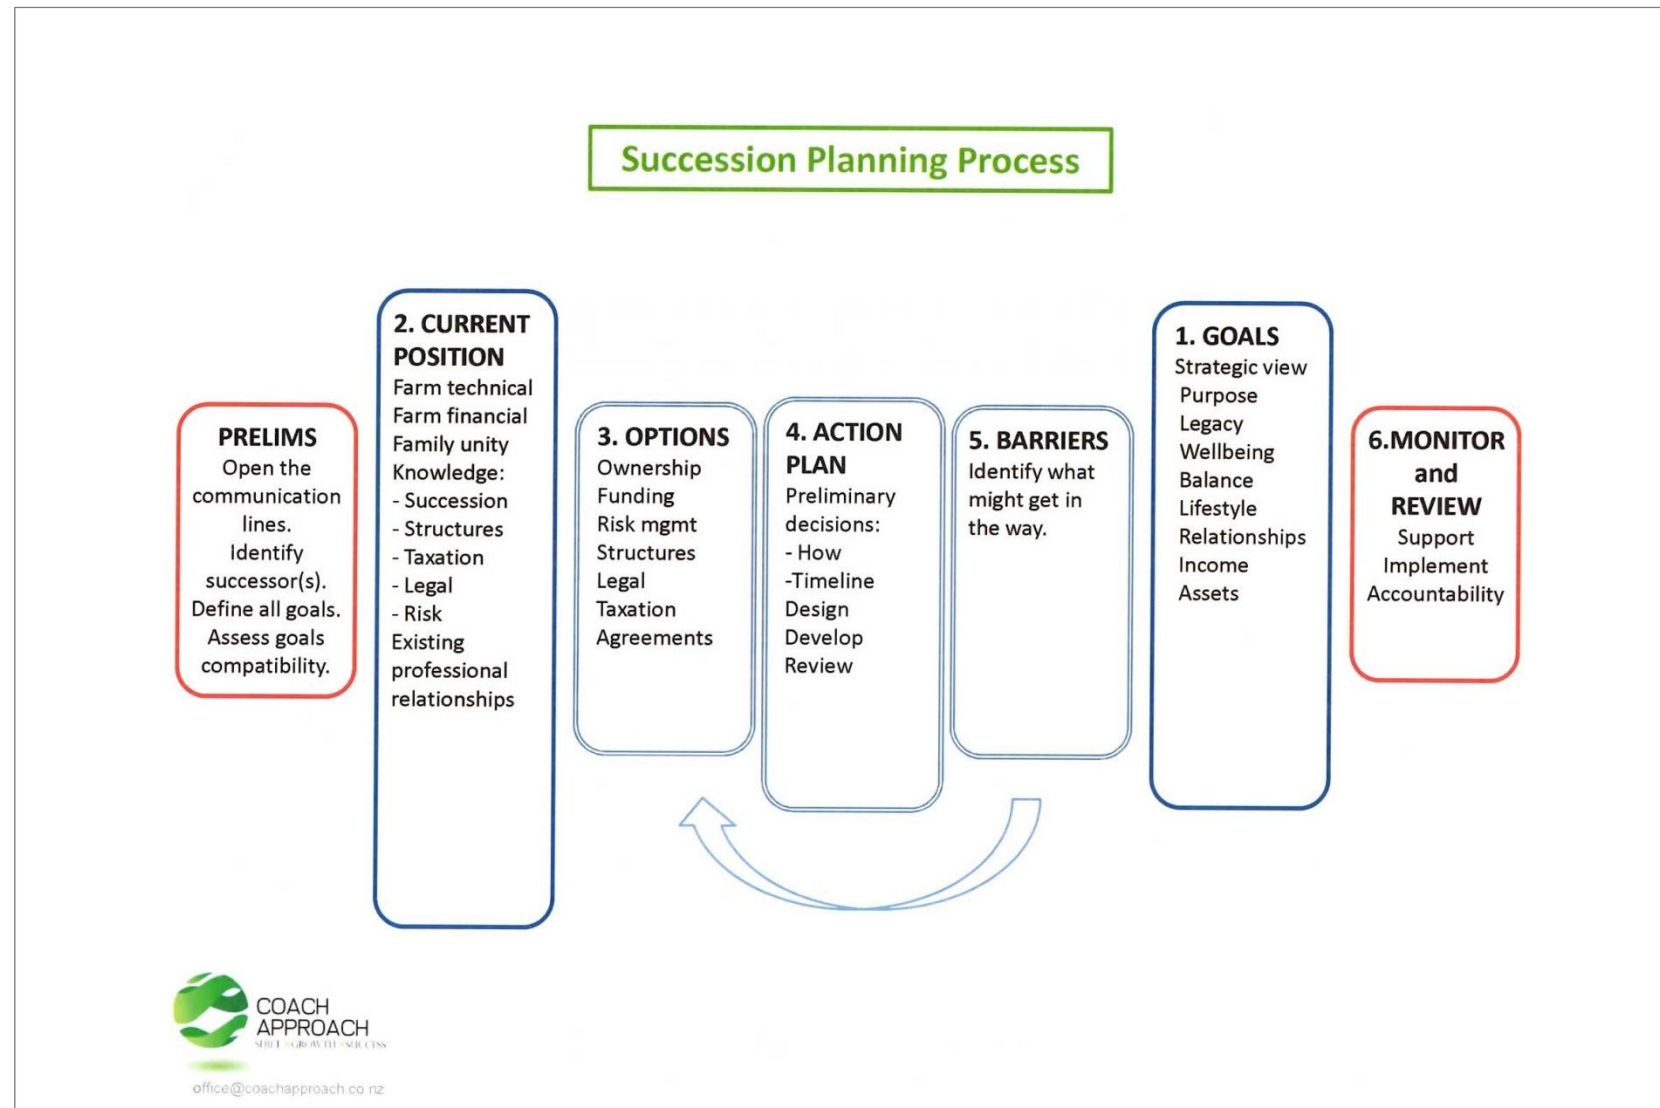 Succession Planning Process
PRELIMS
Open the
communication
lines.
Identify
successor(s).
Define all goals.
Assess goals
compatibility.
2. CURRENT
POSITION
Farm technical
Farm financial
Family unity
Knowledge:
- Succession
- Structures
- Taxation
- Legal
- Risk
Existing
professional
relationships
3. OPTIONS
Ownership
Funding
Risk mgmt
Structures
Legal
Taxation
Agreements
4. ACTION
PLAN
Preliminary
decisions:
- How
-Timeline
Design
Develop
Review
5. BARRIERS
Identify what
might get in
the way.
1. GOALS
Strategic view
Purpose
Legacy
Wellbeing
Balance
Lifestyle
Relationships
Income
Assets
6.MONITOR
and
REVIEW
Support
Implement
Accountability
COACH
APPROACH
SHIFT GROWTH SUCCESS
office@coachapproach.co.nz